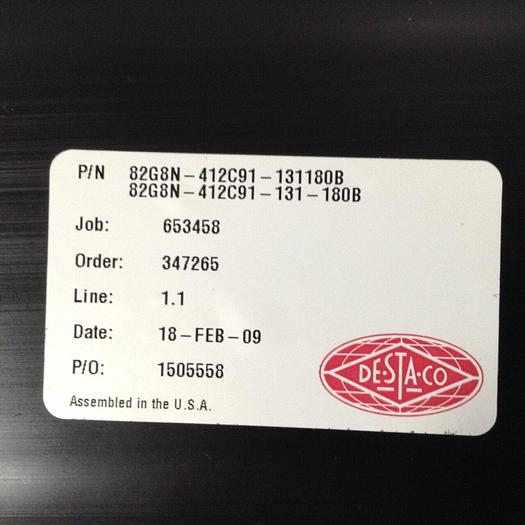 P/N 82G8N-412C91-131180B
82G8N-412C91-131-180B
Job: 653458
Order: 347265
Line: 1.1
Date: 18-FEB-09
P/O: 1505558
Assembled in the U.S.A.
DE·STA·CO